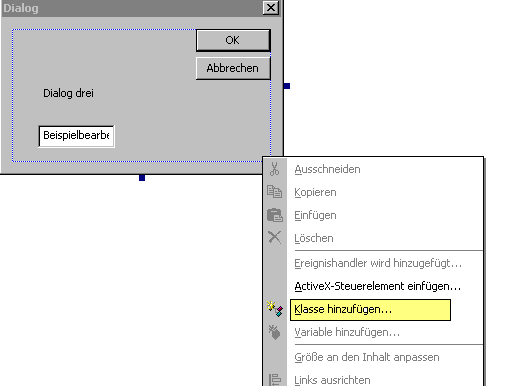 Dialog
OK
Abbrechen
Dialog drei
Beispielbearbe
Ausschneiden
Kopieren
Einfügen
Löschen
Ereignishandler wird hinzugefügt...
ActiveX-Steuerelement einfügen...
Klasse hinzufügen...
Variable hinzufügen...
Größe an den Inhalt anpassen
Links ausrichten